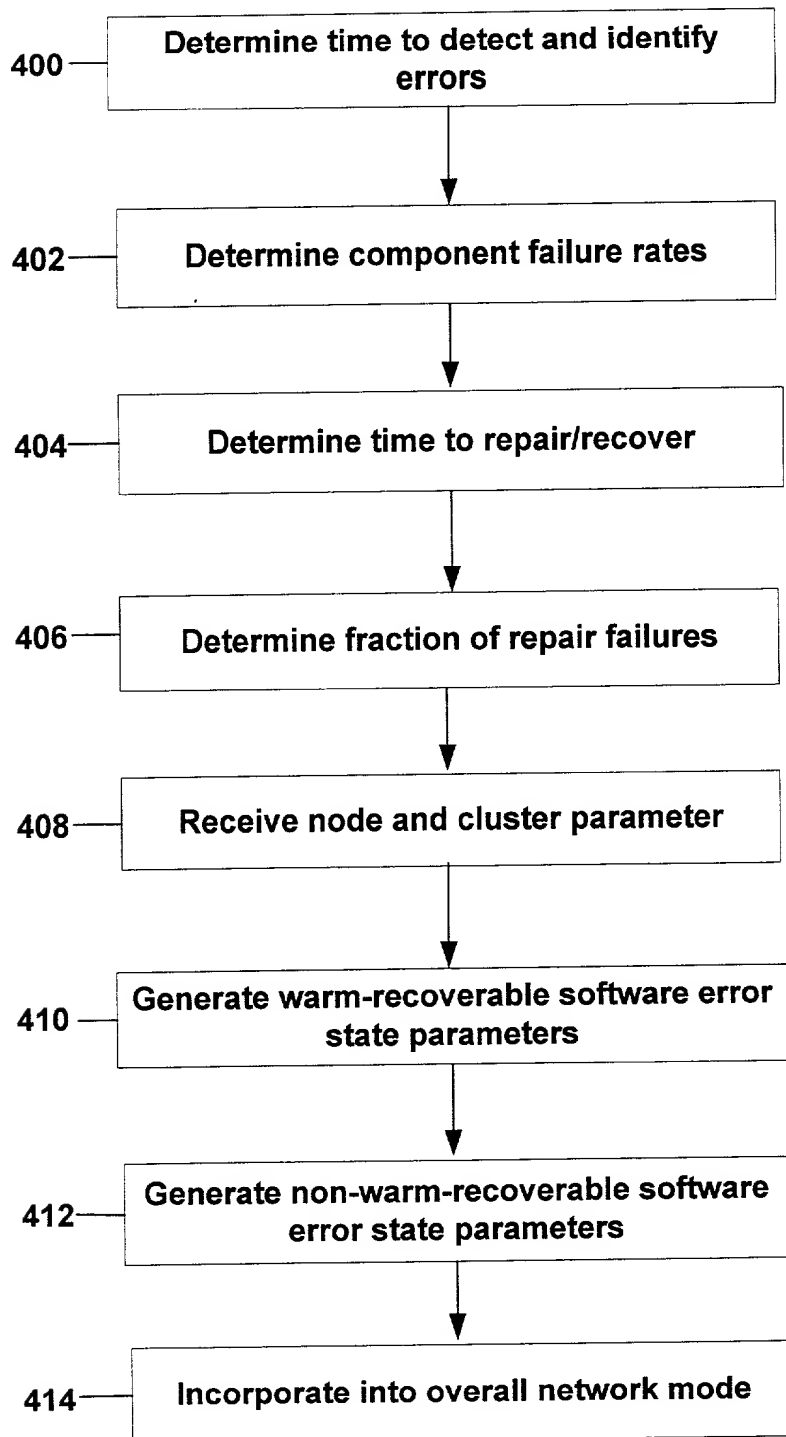 400
Determine time to detect and identify
errors
402
Determine component failure rates
404
Determine time to repair/recover
406
Determine fraction of repair failures
408
Receive node and cluster parameter
410
Generate warm-recoverable software error
state parameters
412
Generate non-warm-recoverable software
error state parameters
414
Incorporate into overall network mode